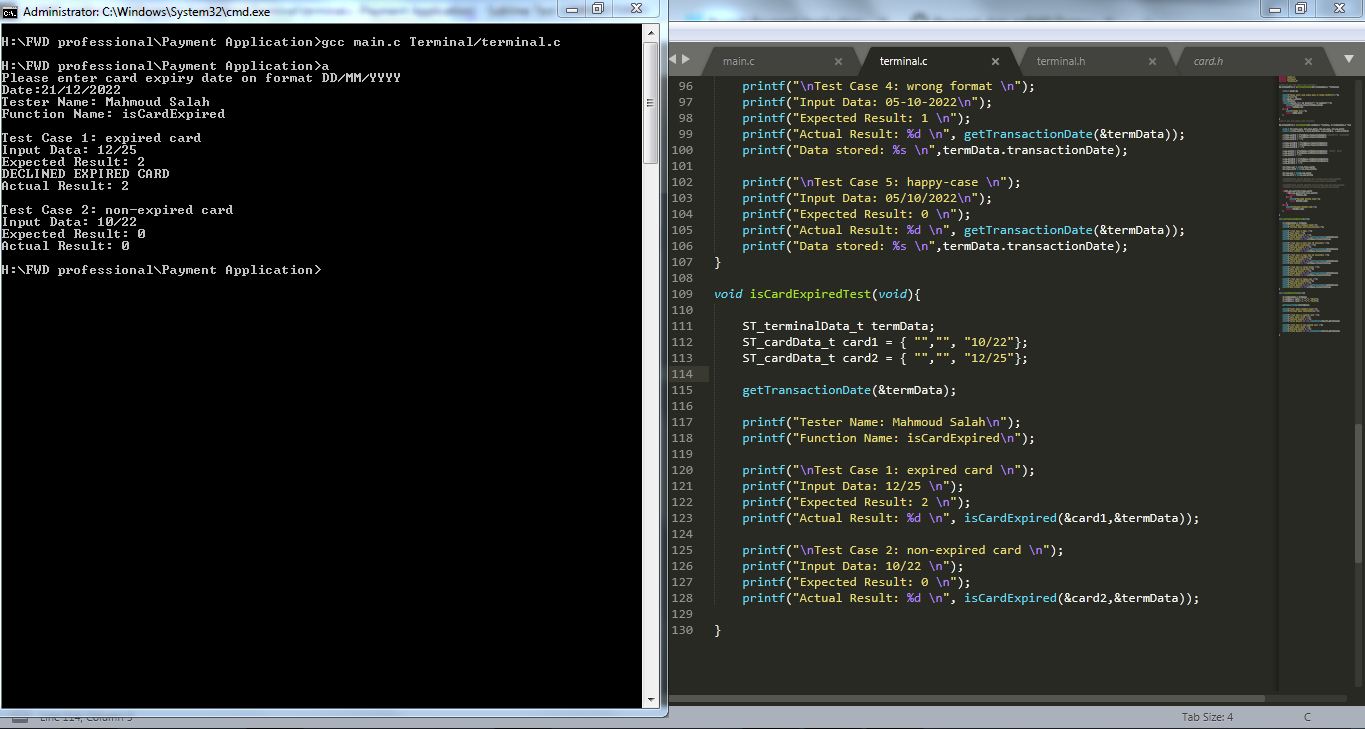 Administrator: C:\Windows\System32\cmd.exe
H:\FWD professional\Payment Application>gcc main.c Terminal/terminal.c
H:\FWD professional\Payment Application>a
Please enter card expiry date on format DD/MM/YYYY
Date:21/12/2022
Tester Name: Mahmoud Salah
Function Name: isCardExpired
Test Case 1: expired card
Input Data: 12/25
Expected Result: 2
DECLINED EXPIRED CARD
Actual Result: 2
Test Case 2: non-expired card
Input Data: 10/22
Expected Result: 0
Actual Result: 0
H:\FWD professional\Payment Application>
main.c
terminal.c
terminal.h
card.h
96 printf("\nTest Case 4: wrong format \n");
97 printf("Input Data: 05-10-2022\n");
98 printf("Expected Result: 1 \n");
99 printf("Actual Result: %d \n", getTransactionDate(&termData));
100 printf("Data stored: %s \n",termData.transactionDate);
101
102 printf("\nTest Case 5: happy-case \n");
103 printf("Input Data: 05/10/2022\n");
104 printf("Expected Result: 0 \n");
105 printf("Actual Result: %d \n", getTransactionDate(&termData));
106 printf("Data stored: %s \n",termData.transactionDate);
107 }
108
109 void isCardExpiredTest(void){
110
111 ST_terminalData_t termData;
112 ST_cardData_t card1 = { "","", "10/22"};
113 ST_cardData_t card2 = { "","", "12/25"};
114
115 getTransactionDate(&termData);
116
117 printf("Tester Name: Mahmoud Salah\n");
118 printf("Function Name: isCardExpired\n");
119
120 printf("\nTest Case 1: expired card \n");
121 printf("Input Data: 12/25 \n");
122 printf("Expected Result: 2 \n");
123 printf("Actual Result: %d \n", isCardExpired(&card1,&termData));
124
125 printf("\nTest Case 2: non-expired card \n");
126 printf("Input Data: 10/22 \n");
127 printf("Expected Result: 0 \n");
128 printf("Actual Result: %d \n", isCardExpired(&card2,&termData));
129
130 }
Line 114, Column 5
Tab Size: 4
C